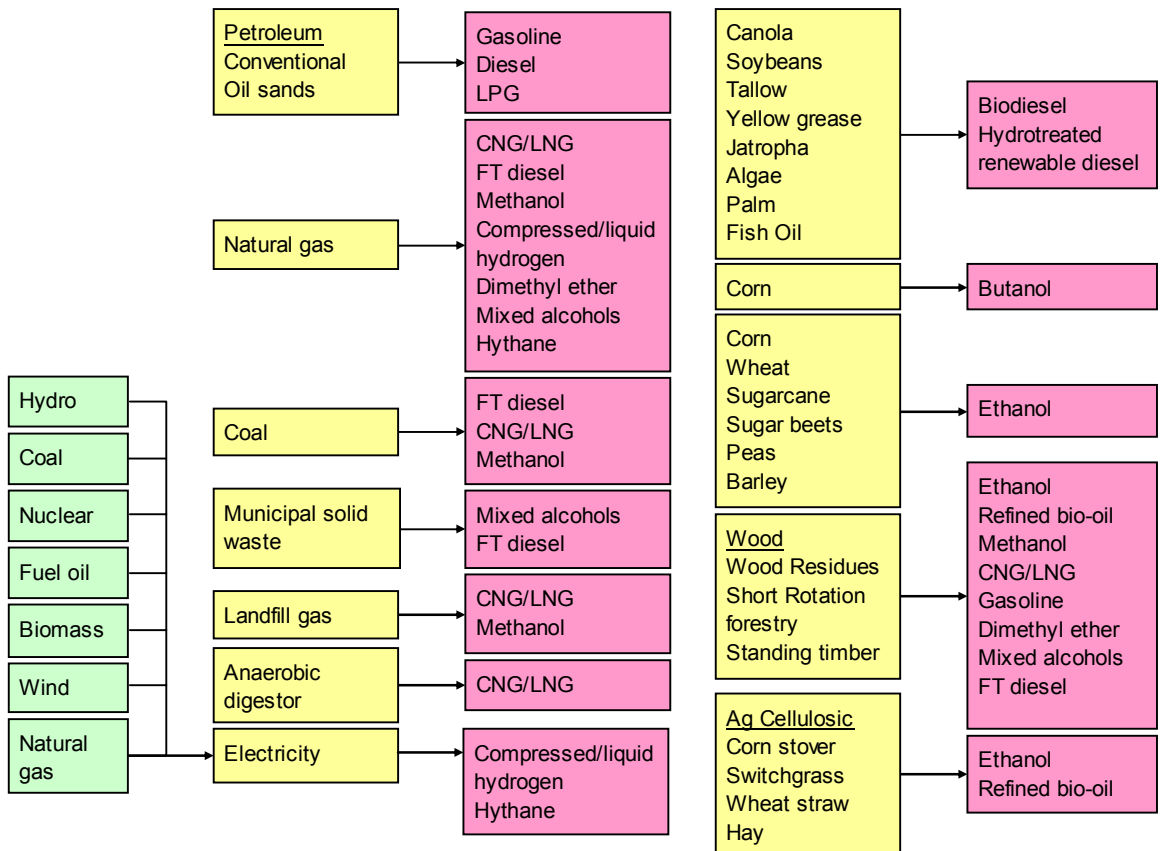 Petroleum
Conventional
Oil sands
Gasoline
Diesel
LPG
Natural gas
CNG/LNG
FT diesel
Methanol
Compressed/liquid
hydrogen
Dimethyl ether
Mixed alcohols
Hythane
Hydro
Coal
Nuclear
Fuel oil
Biomass
Wind
Natural
gas
Coal
FT diesel
CNG/LNG
Methanol
Municipal solid
waste
Mixed alcohols
FT diesel
Landfill gas
CNG/LNG
Methanol
Anaerobic
digestor
CNG/LNG
Electricity
Compressed/liquid
hydrogen
Hythane
Canola
Soybeans
Tallow
Yellow grease
Jatropha
Algae
Palm
Fish Oil
Biodiesel
Hydrotreated
renewable diesel
Corn
Butanol
Corn
Wheat
Sugarcane
Sugar beets
Peas
Barley
Ethanol
Wood
Wood Residues
Short Rotation
forestry
Standing timber
Ethanol
Refined bio-oil
Methanol
CNG/LNG
Gasoline
Dimethyl ether
Mixed alcohols
FT diesel
Ag Cellulosic
Corn stover
Switchgrass
Wheat straw
Hay
Ethanol
Refined bio-oil